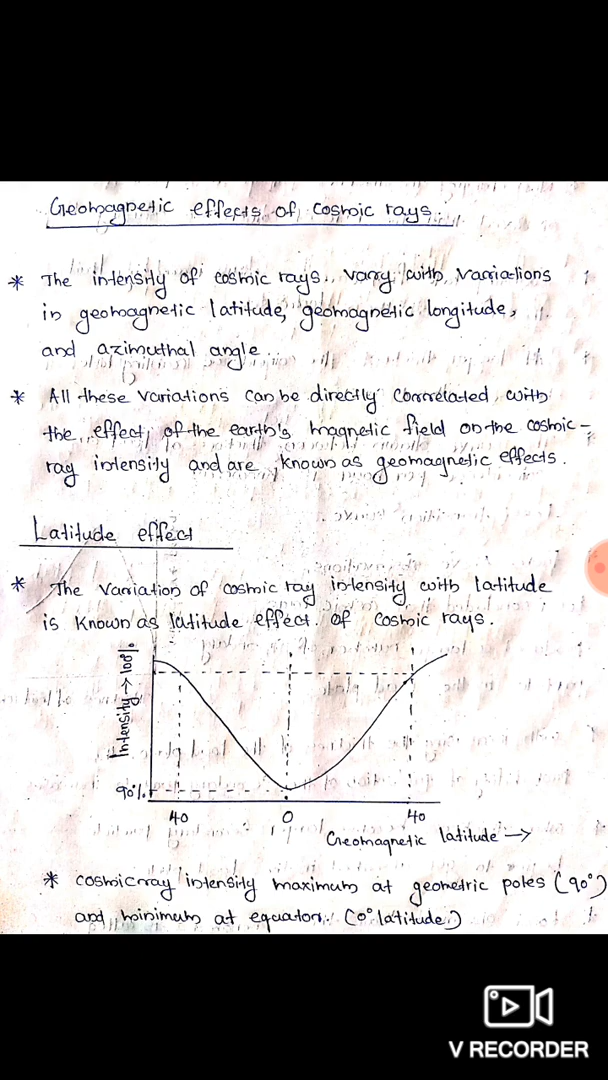 Geomagnetic effects of cosmic rays.
* The intensity of cosmic rays vary with variations
in geomagnetic latitude, geomagnetic longitude,
and azimuthal angle.
* All these variations can be directly correlated with
the effect of the earth's magnetic field on the cosmic-
ray intensity and are known as geomagnetic effects.
Latitude effect
* The variation of cosmic ray intensity with latitude
is known as latitude effect of cosmic rays.
Intensity → 100%
90%
40 0 40
Geomagnetic latitude →
* cosmic ray intensity maximum at geometric poles (90°)
and minimum at equator (0° latitude)
V RECORDER